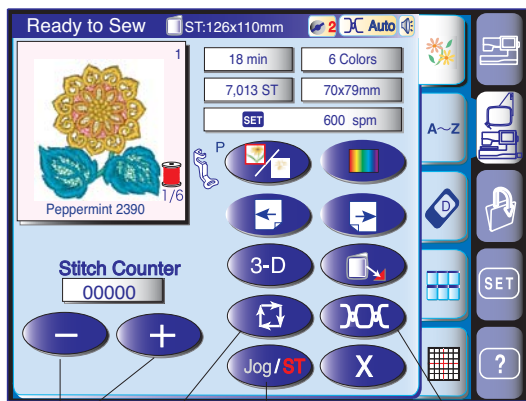 Ready to Sew ST:126x110mm 2 Auto
1
18 min 6 Colors
7,013 ST 70x79mm
SET 600 spm
A~Z
P
1/6
Peppermint 2390
D
3-D
Stitch Counter
00000
SET
− +
Jog/ST X
?